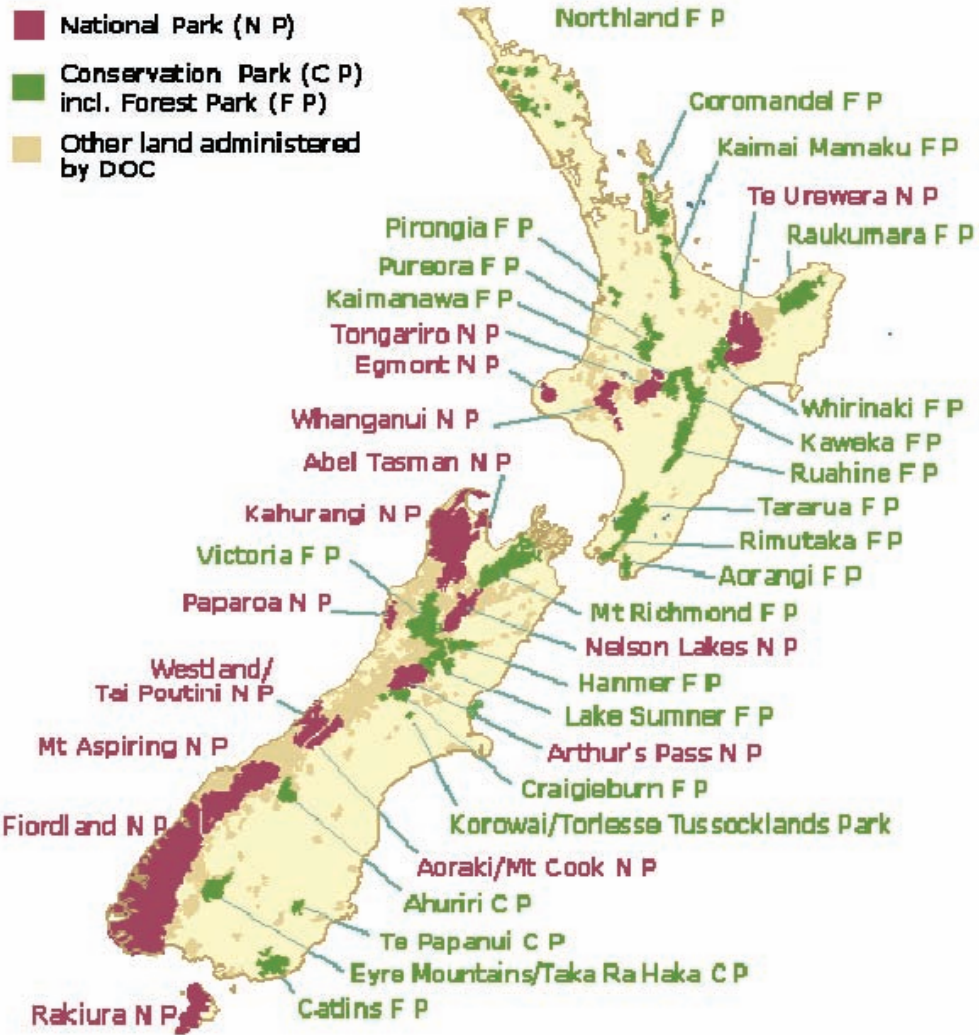 National Park (N P)
Conservation Park (C P)
incl. Forest Park (F P)
Other land administered
by DOC
Northland F P
Coromandel F P
Kaimai Mamaku F P
Te Urewera N P
Raukumara F P
Pirongia F P
Pureora F P
Kaimanawa F P
Tongariro N P
Egmont N P
Whanganui N P
Whirinaki F P
Kaweka F P
Ruahine F P
Abel Tasman N P
Kahurangi N P
Tararua F P
Victoria F P
Rimutaka F P
Aorangi F P
Paparoa N P
Mt Richmond F P
Nelson Lakes N P
Westland/
Tai Poutini N P
Hanmer F P
Lake Sumner F P
Mt Aspiring N P
Arthur's Pass N P
Craigieburn F P
Fiordland N P
Korowai/Torlesse Tussocklands Park
Aoraki/Mt Cook N P
Ahuriri C P
Te Papanui C P
Eyre Mountains/Taka Ra Haka C P
Catlins F P
Rakiura N P